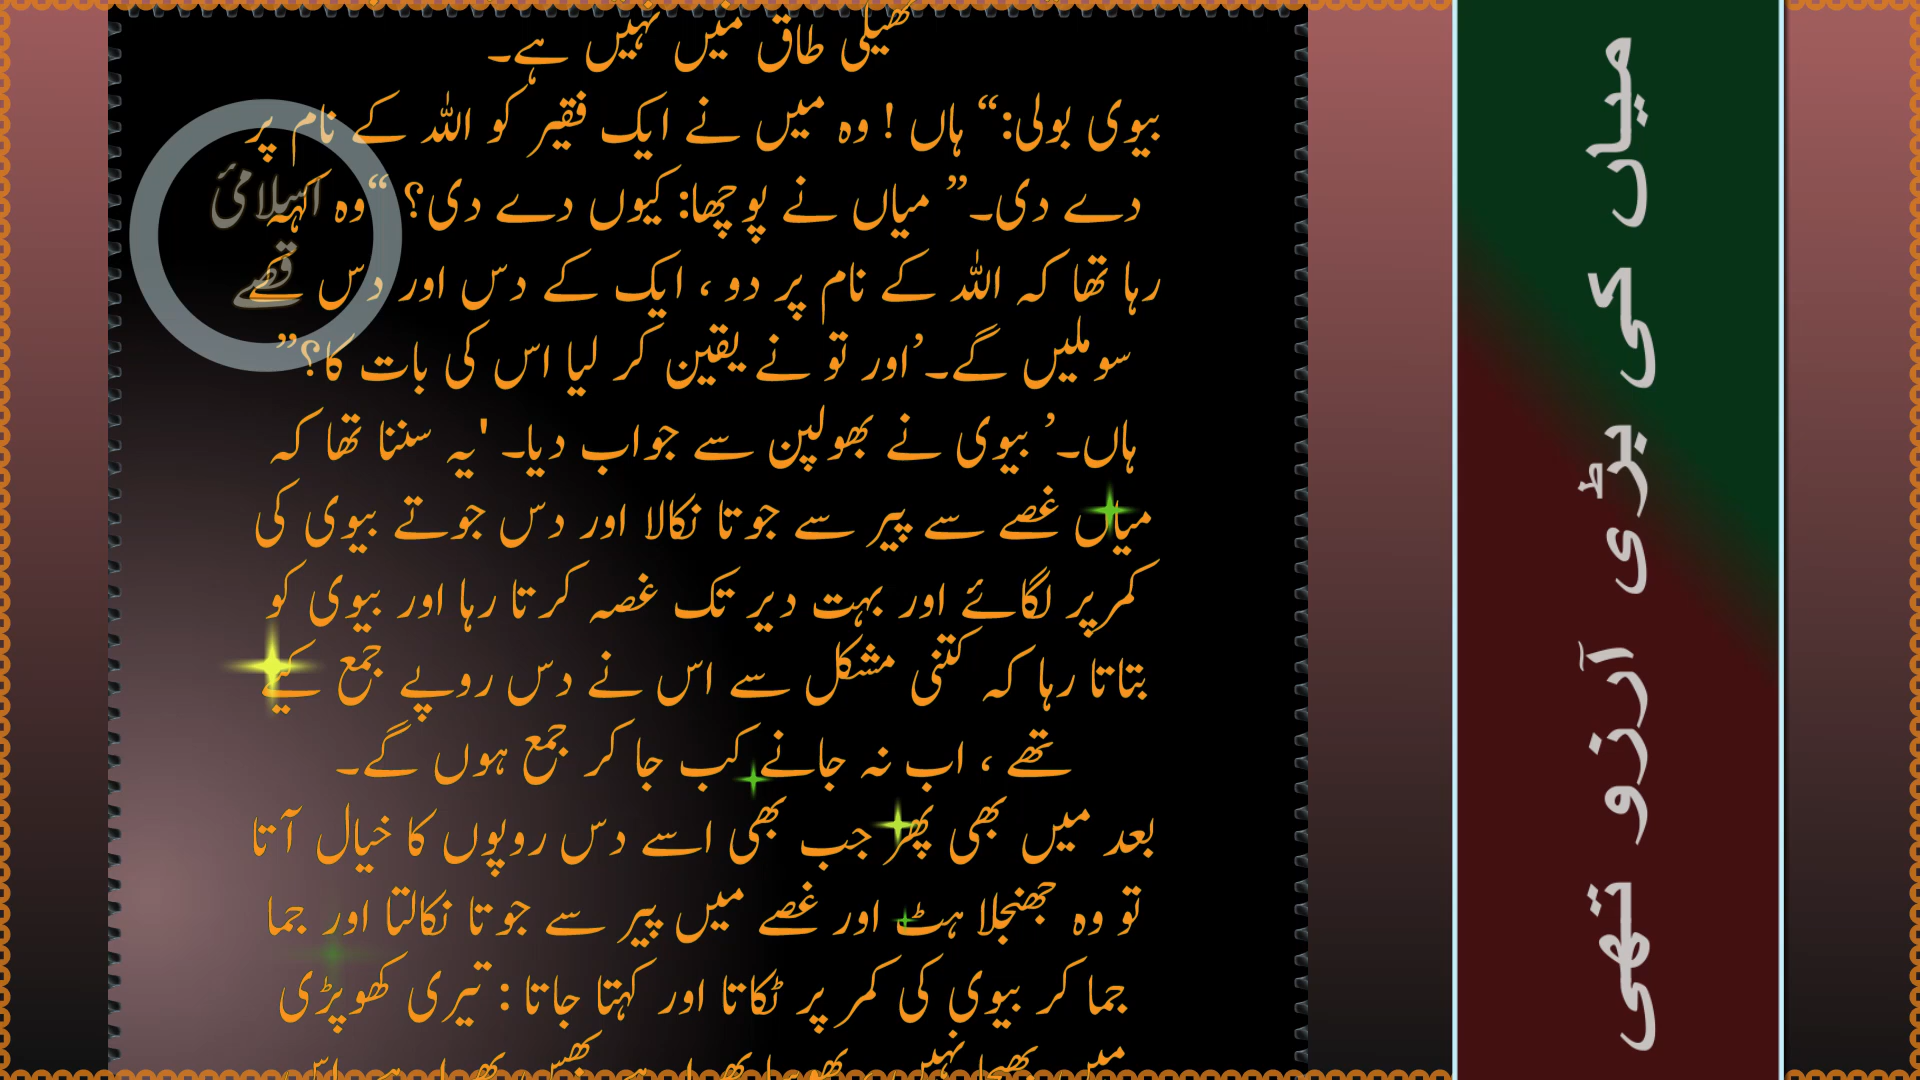 تھیلی طاق میں نہیں ہے۔
بیوی بولی:“ ہاں ! وہ میں نے ایک فقیر کو اللہ کے نام پر
دے دی۔” میاں نے پوچھا: کیوں دے دی؟ “وہ کہہ
رہا تھا کہ اللہ کے نام پر دو ، ایک کے دس اور دس کے
سو ملیں گے۔’اور تو نے یقین کر لیا اس کی بات کا؟”
ہاں۔’ بیوی نے بھولپن سے جواب دیا۔ 'یہ سننا تھا کہ
میاں غصے سے پیر سے جوتا نکالا اور دس جوتے بیوی کی
کمرپر لگائے اور بہت دیر تک غصہ کرتا رہا اور بیوی کو
بتاتا رہا کہ کتنی مشکل سے اس نے دس روپے جمع کیے
تھے ، اب نہ جانے کب جا کر جمع ہوں گے۔
بعد میں بھی پھر جب بھی اسے دس روپوں کا خیال آتا
تو وہ جھنجلا ہٹ اور غصے میں پیر سے جوتا نکالتا اور جما
جما کر بیوی کی کمر پر ٹکاتا اور کہتا جاتا : تیری کھوپڑی
اسلامئ
قصے
میاں کی بڑی آرزو تھی